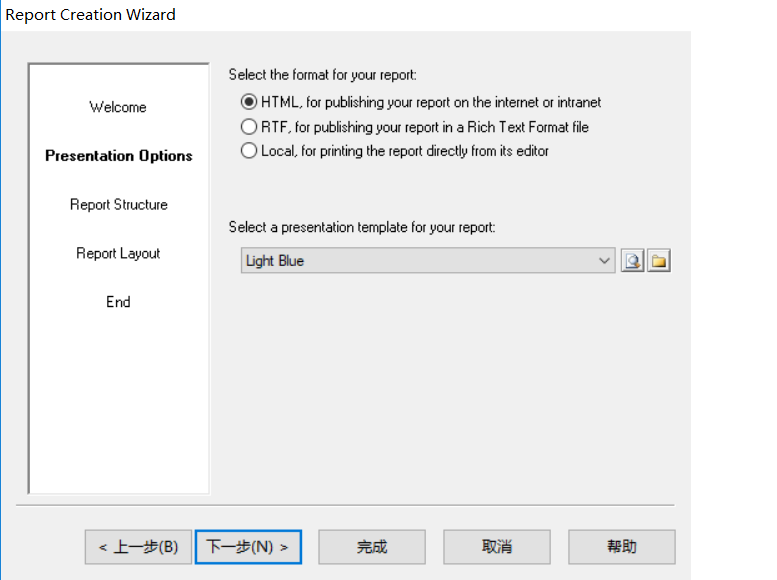 Report Creation Wizard
Welcome
Presentation Options
Report Structure
Report Layout
End
Select the format for your report:
HTML, for publishing your report on the internet or intranet
RTF, for publishing your report in a Rich Text Format file
Local, for printing the report directly from its editor
Select a presentation template for your report:
Light Blue
< 上一步(B)
下一步(N) >
完成
取消
帮助